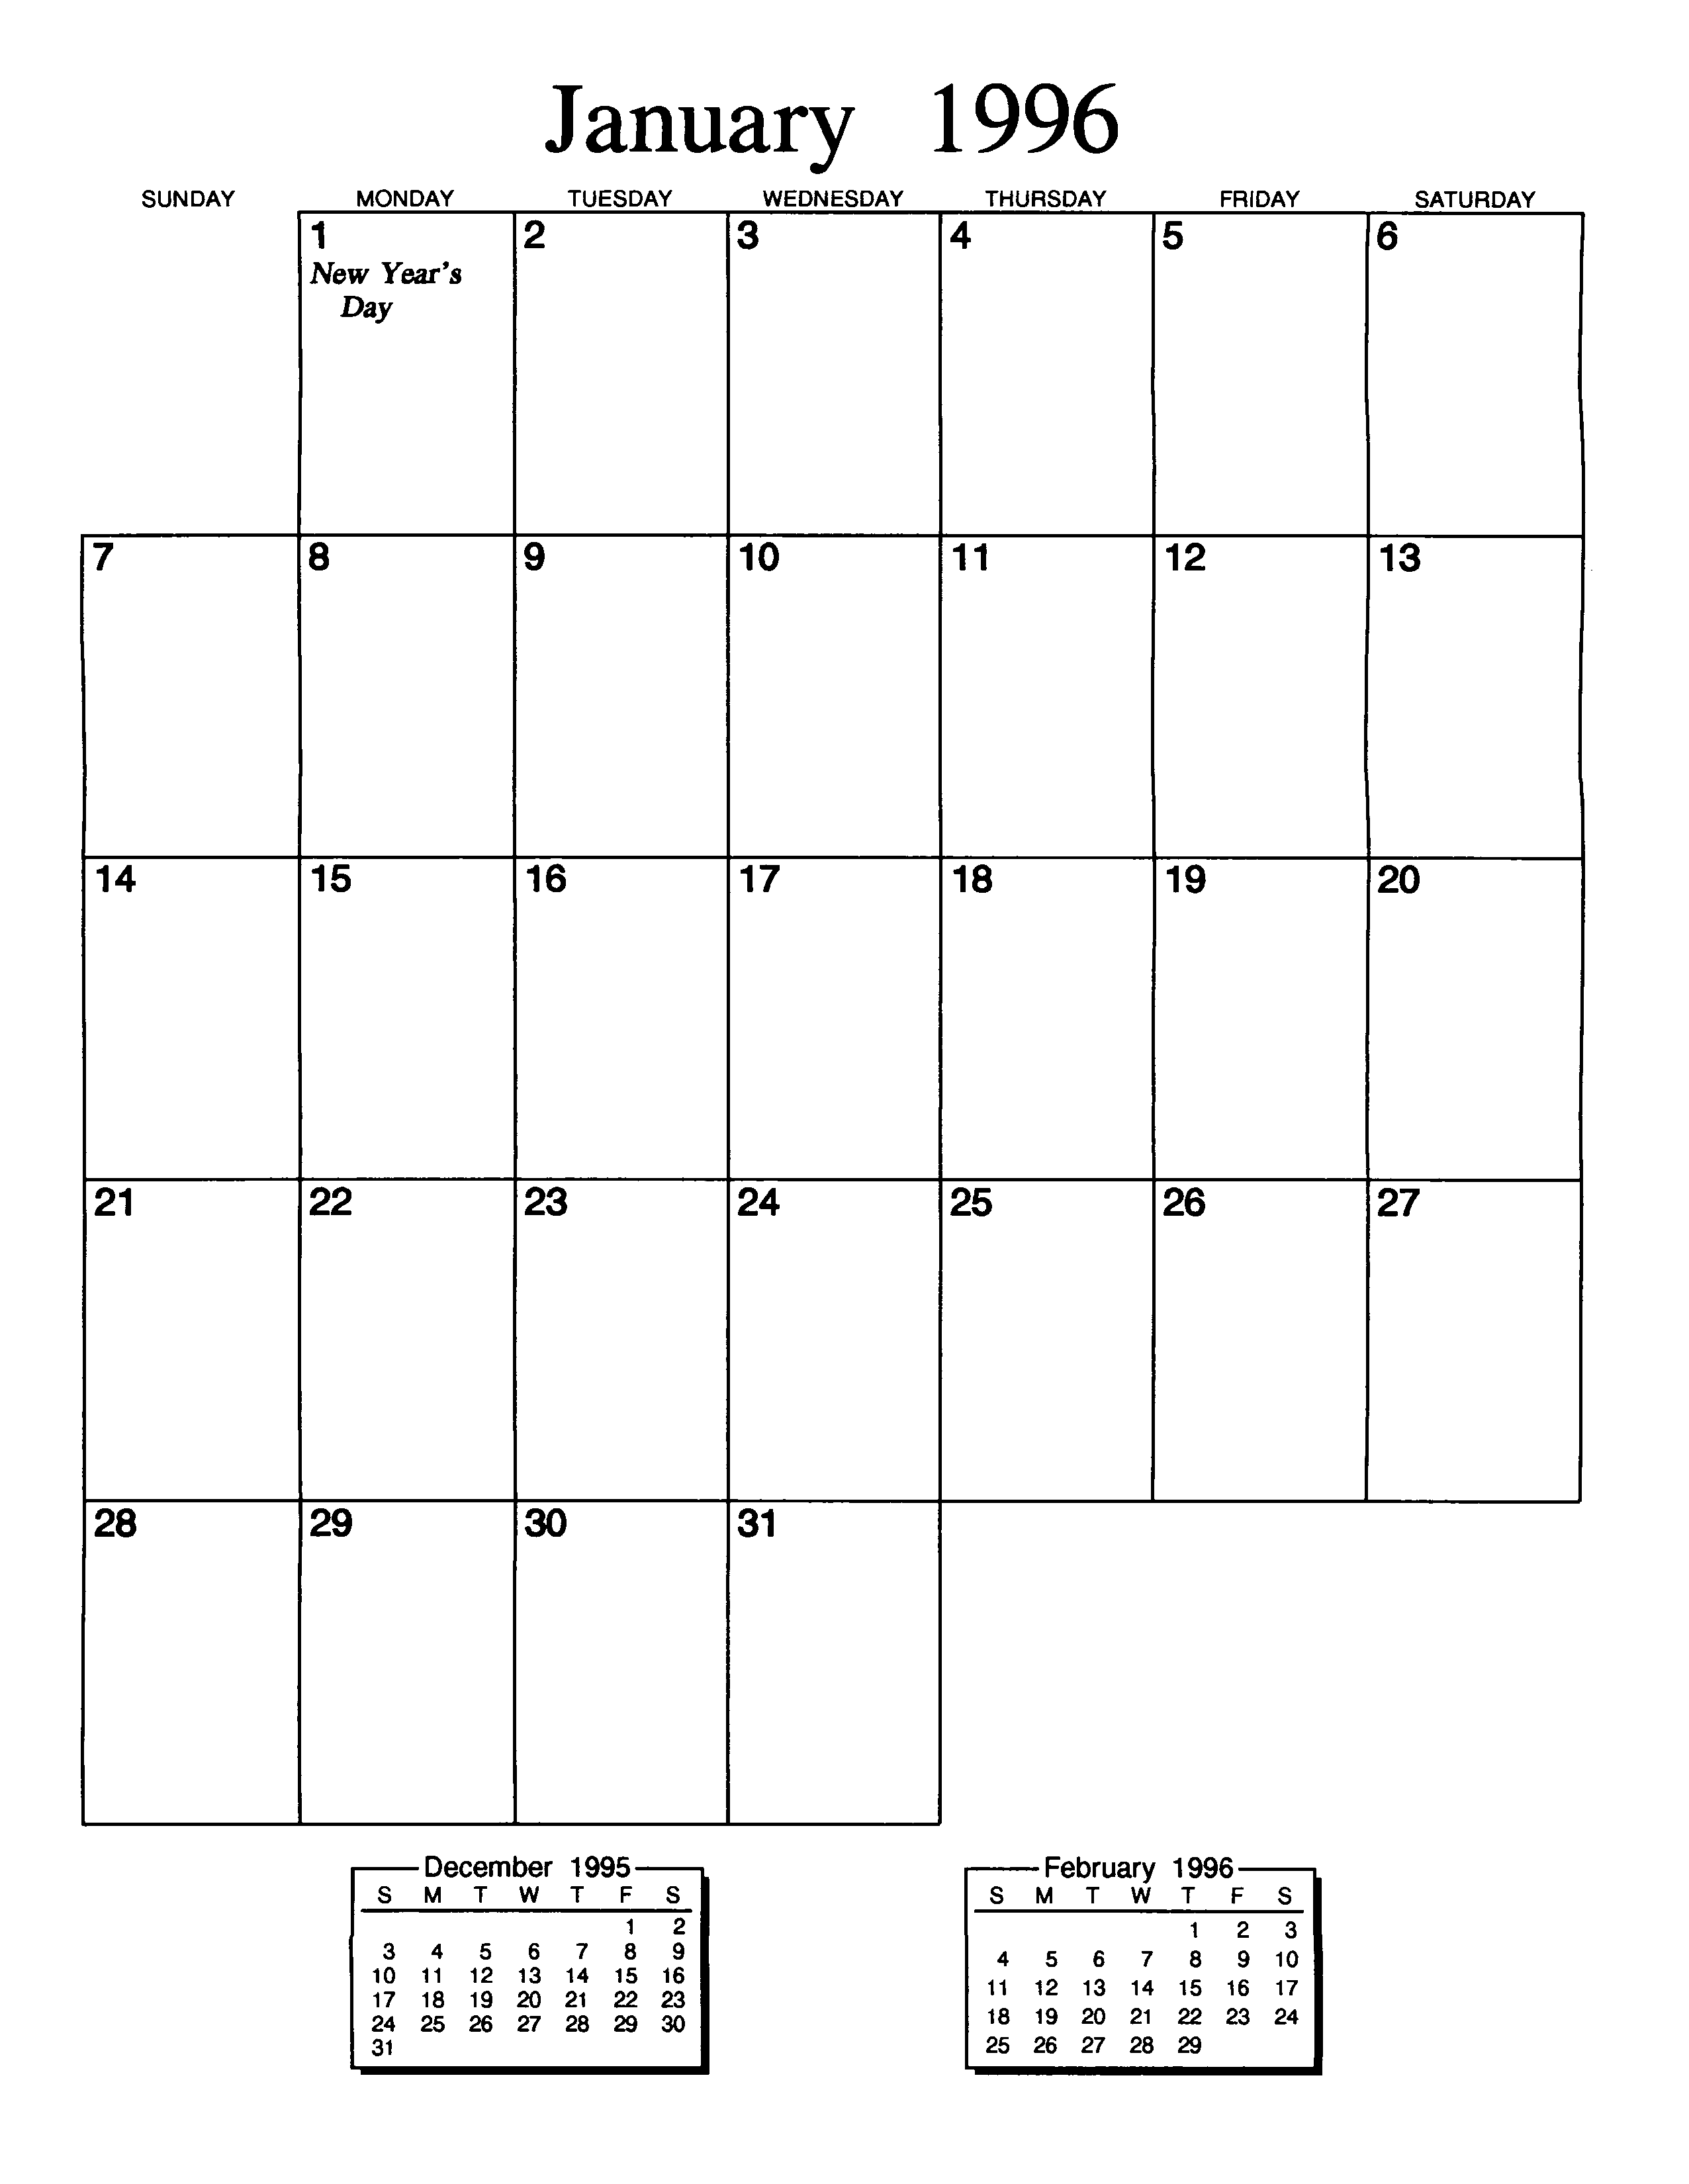 January 1996
SUNDAY MONDAY TUESDAY WEDNESDAY THURSDAY FRIDAY SATURDAY
1 2 3 4 5 6
New Year's
Day
7 8 9 10 11 12 13
14 15 16 17 18 19 20
21 22 23 24 25 26 27
28 29 30 31
December 1995
S M T W T F S
1 2
3 4 5 6 7 8 9
10 11 12 13 14 15 16
17 18 19 20 21 22 23
24 25 26 27 28 29 30
31
February 1996
S M T W T F S
1 2 3
4 5 6 7 8 9 10
11 12 13 14 15 16 17
18 19 20 21 22 23 24
25 26 27 28 29